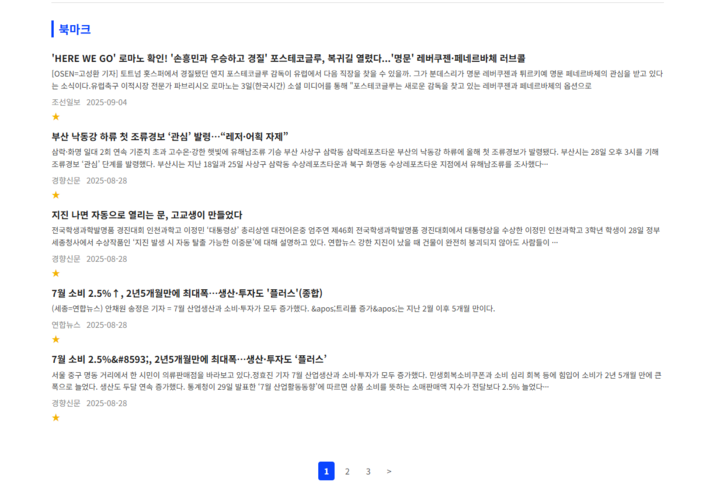 북마크
'HERE WE GO' 로마노 확인! '손흥민과 우승하고 경질' 포스테코글루, 복귀길 열렸다...'명문' 레버쿠젠·페네르바체 러브콜
[OSEN=고성환 기자] 토트넘 홋스퍼에서 경질됐던 엔지 포스테코글루 감독이 유럽에서 다음 직장을 찾을 수 있을까. 그가 분데스리가 명문 레버쿠젠과 튀르키예 명문 페네르바체의 관심을 받고 있다
는 소식이다.유럽축구 이적시장 전문가 파브리시오 로마노는 3일(한국시간) 소셜 미디어를 통해 "포스테코글루는 새로운 감독을 찾고 있는 레버쿠젠과 페네르바체의 옵션으로
조선일보 2025-09-04
★
부산 낙동강 하류 첫 조류경보 ‘관심’ 발령…“레저·어획 자제”
삼락·화명 일대 2회 연속 기준치 초과 고수온·강한 햇빛에 유해남조류 기승 부산 사상구 삼락동 삼락레포츠타운 부산의 낙동강 하류에 올해 첫 조류경보가 발령됐다. 부산시는 28일 오후 3시를 기해
조류경보 ‘관심’ 단계를 발령했다. 부산시는 지난 18일과 25일 사상구 삼락동 수상레포츠타운과 북구 화명동 수상레포츠타운 지점에서 유해남조류를 조사했다…
경향신문 2025-08-28
★
지진 나면 자동으로 열리는 문, 고교생이 만들었다
전국학생과학발명품 경진대회 인천과학고 이정민 ‘대통령상’ 총리상엔 대전어은중 엄주연 제46회 전국학생과학발명품 경진대회에서 대통령상을 수상한 이정민 인천과학고 3학년 학생이 28일 정부
세종청사에서 수상작품인 ‘지진 발생 시 자동 탈출 가능한 이중문’에 대해 설명하고 있다. 연합뉴스 강한 지진이 났을 때 건물이 완전히 붕괴되지 않아도 사람들이 …
경향신문 2025-08-28
★
7월 소비 2.5%↑, 2년5개월만에 최대폭…생산·투자도 '플러스'(종합)
(세종=연합뉴스) 안채원 송정은 기자 = 7월 산업생산과 소비·투자가 모두 증가했다. &apos;트리플 증가&apos;는 지난 2월 이후 5개월 만이다.
연합뉴스 2025-08-28
★
7월 소비 2.5%&#8593;, 2년5개월만에 최대폭…생산·투자도 ‘플러스’
서울 중구 명동 거리에서 한 시민이 의류판매점을 바라보고 있다.정효진 기자 7월 산업생산과 소비·투자가 모두 증가했다. 민생회복소비쿠폰과 소비 심리 회복 등에 힘입어 소비가 2년 5개월 만에 큰
폭으로 늘었다. 생산도 두달 연속 증가했다. 통계청이 29일 발표한 ‘7월 산업활동동향’에 따르면 상품 소비를 뜻하는 소매판매액 지수가 전달보다 2.5% 늘었다…
경향신문 2025-08-28
★
1 2 3 >